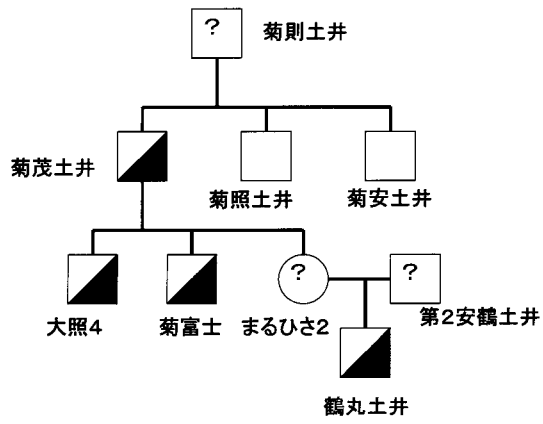 ？ 菊則土井
菊茂土井
菊照土井
菊安土井
？ ？
大照4 菊富士 まるひさ2 第2安鶴土井
鶴丸土井